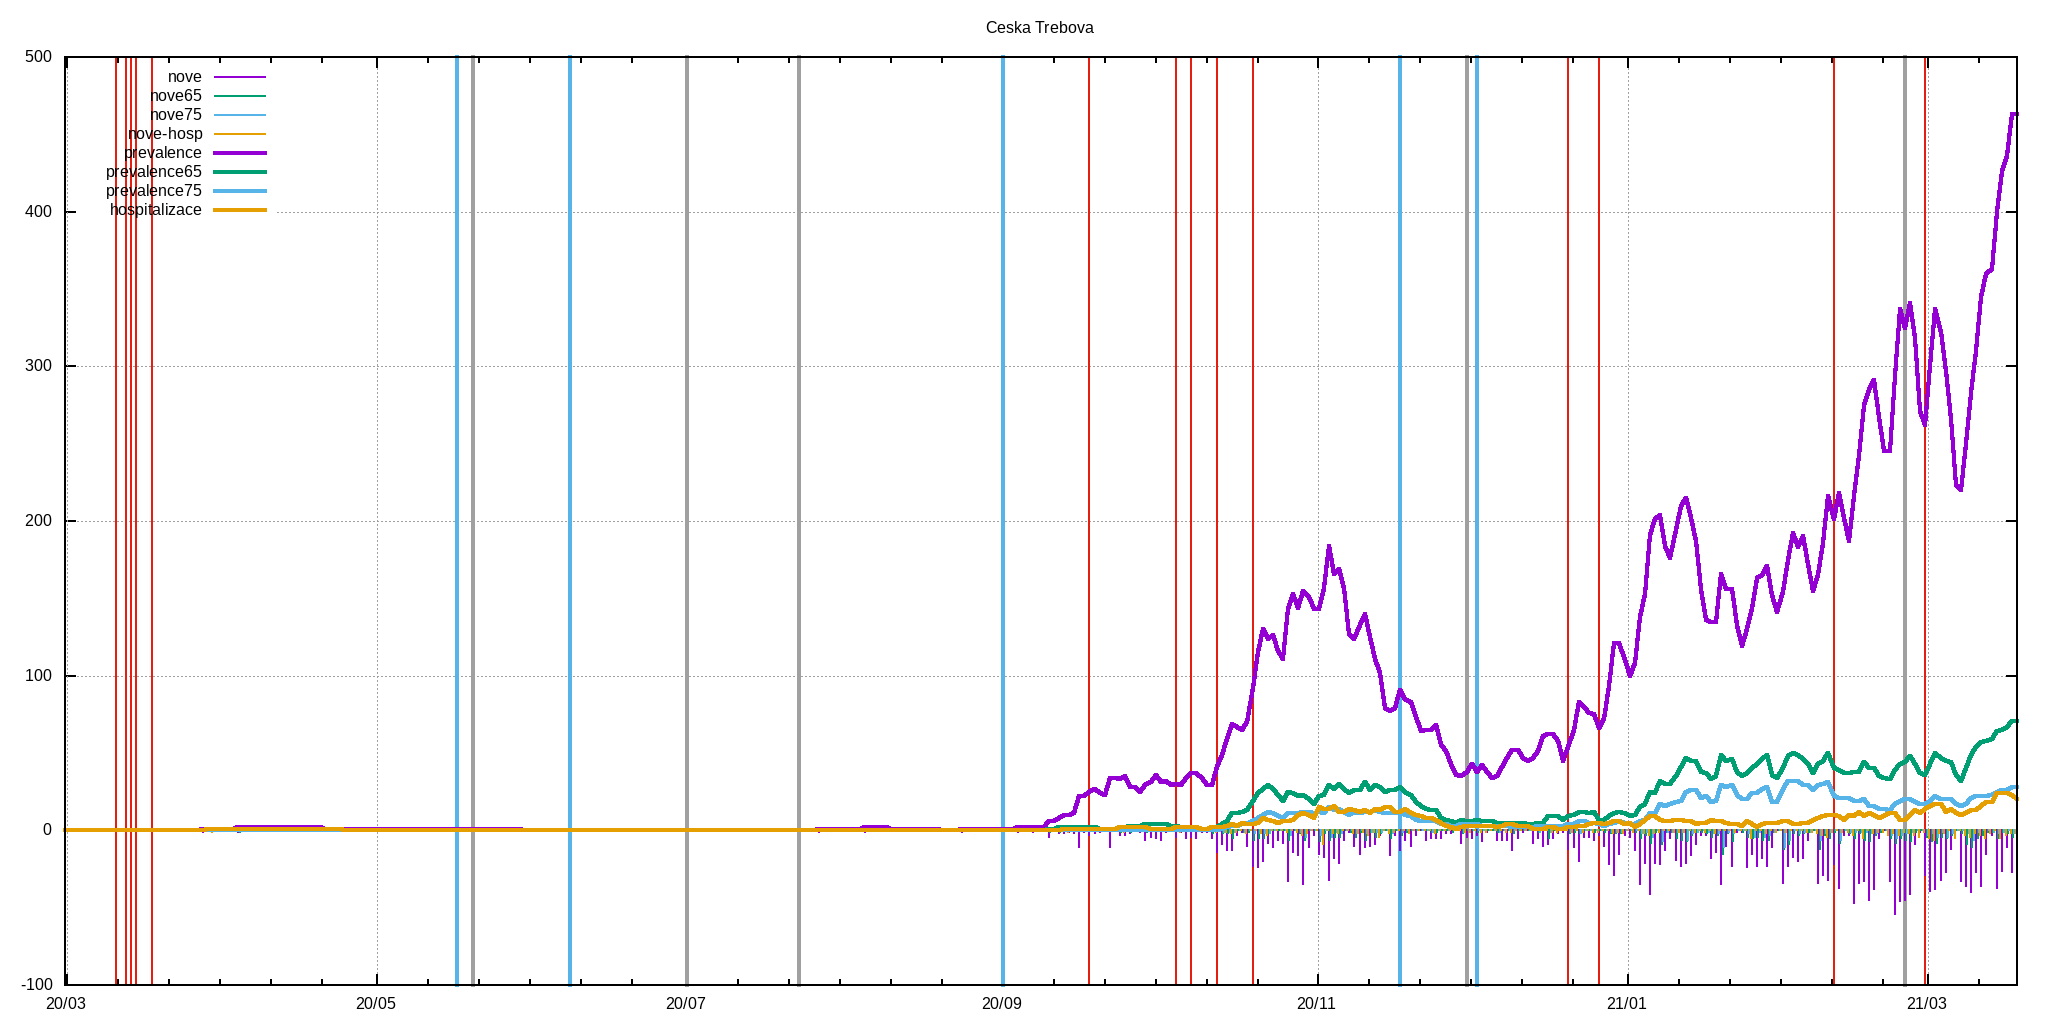 Ceska Trebova
500
nove
nove65
nove75
nove-hosp
prevalence
prevalence65
prevalence75
hospitalizace
400
300
200
100
0
-100
20/03 20/05 20/07 20/09 20/11 21/01 21/03